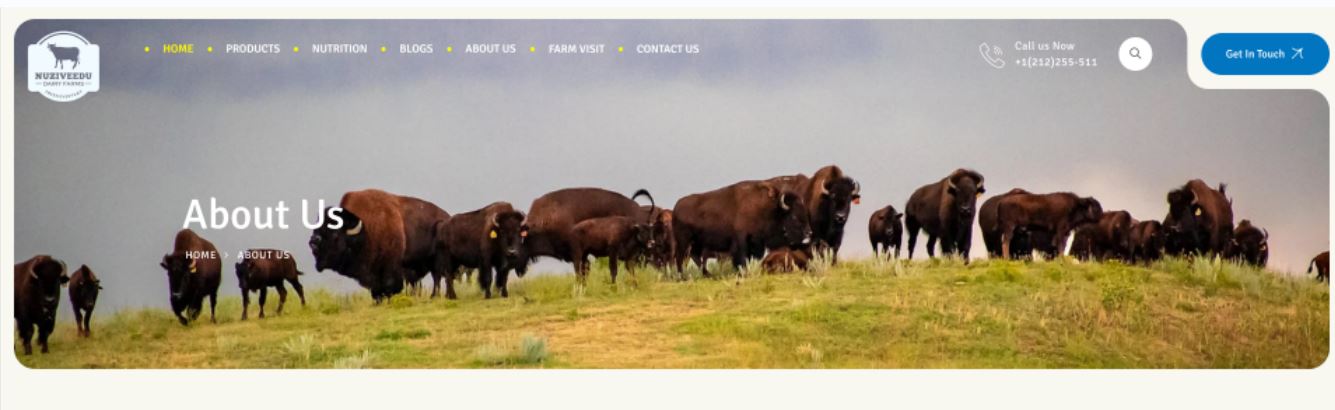 NUZIVEEDU
DAIRY FARMS
HOME
PRODUCTS
NUTRITION
BLOGS
ABOUT US
FARM VISIT
CONTACT US
Call us Now
+1(212)255-511
Get In Touch
About Us
HOME > ABOUT US